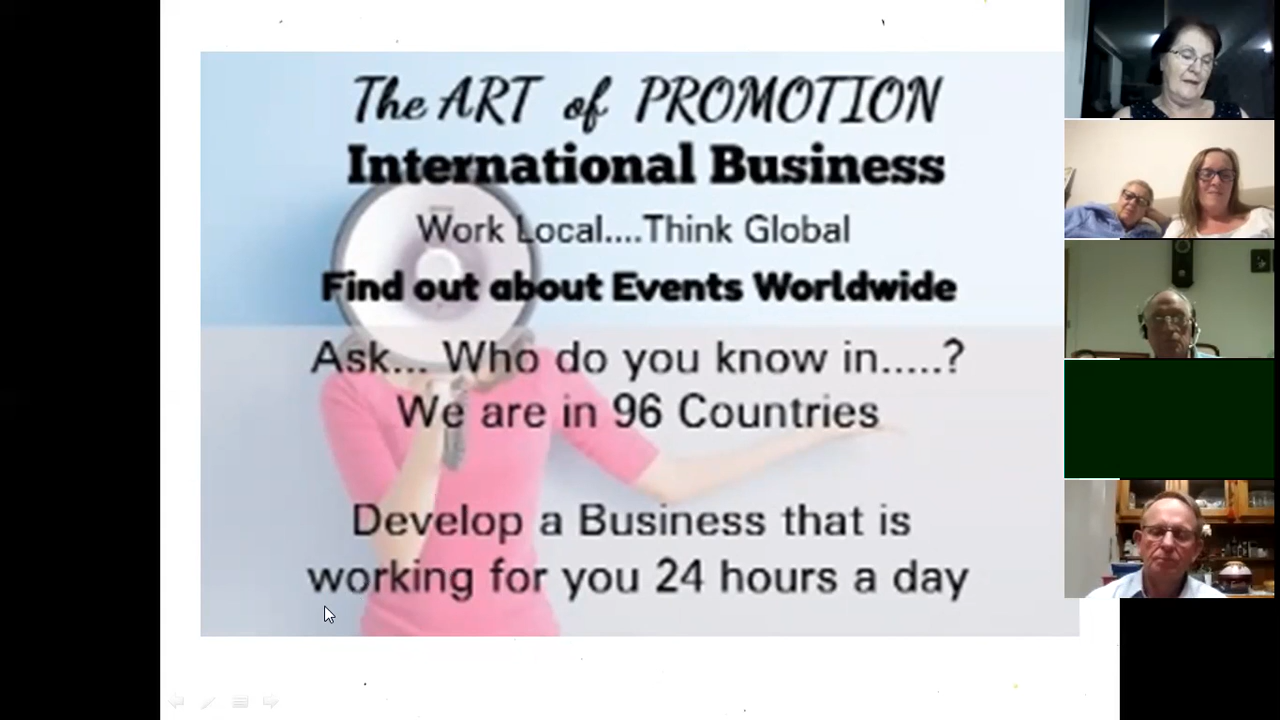 The ART of PROMOTION
International Business
Work Local....Think Global
Find out about Events Worldwide
Ask... Who do you know in.....?
We are in 96 Countries
Develop a Business that is
working for you 24 hours a day